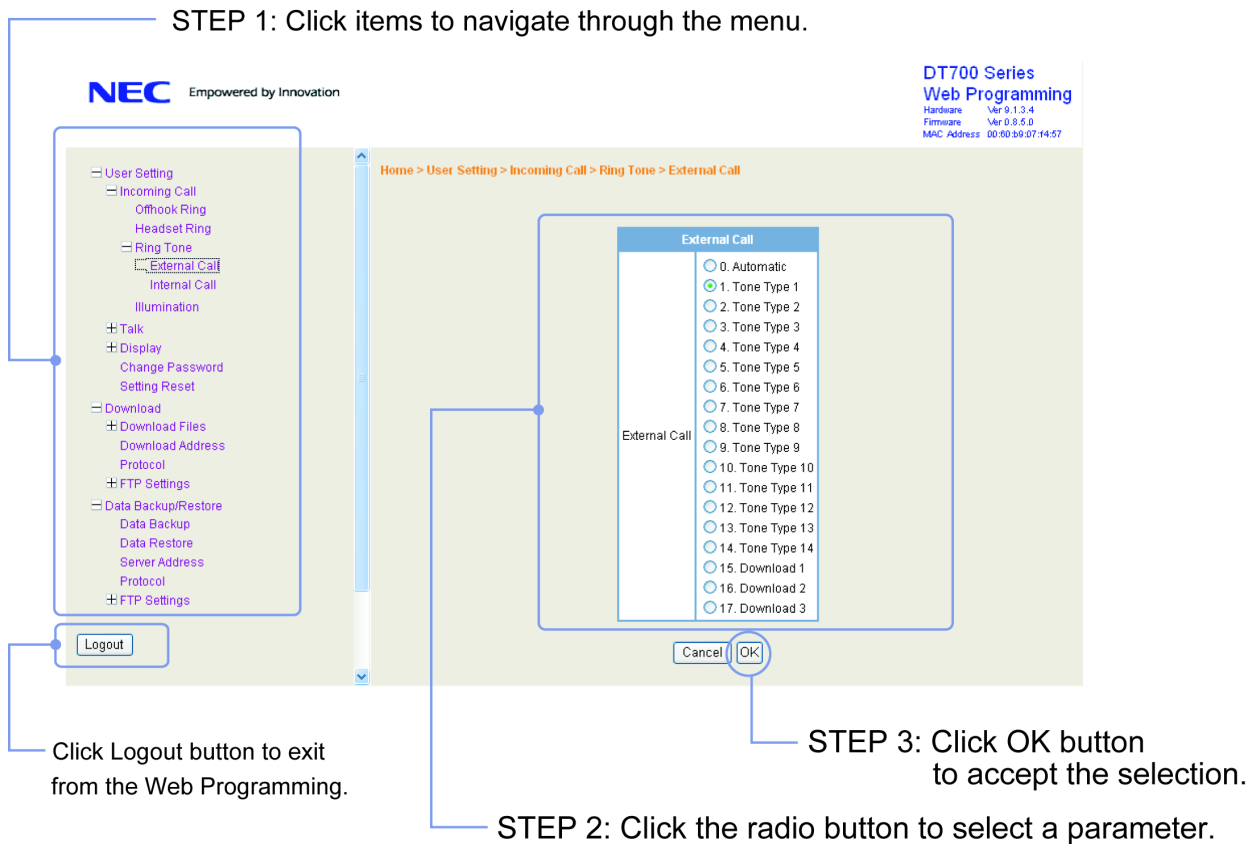 STEP 1: Click items to navigate through the menu.
NEC Empowered by Innovation
DT700 Series
Web Programming
Hardware Ver 9.1.3.4
Firmware Ver 0.8.5.0
MAC Address 00:60:b9:07:f4:57
User Setting
Incoming Call
Offhook Ring
Headset Ring
Ring Tone
External Call
Internal Call
Illumination
Talk
Display
Change Password
Setting Reset
Download
Download Files
Download Address
Protocol
FTP Settings
Data Backup/Restore
Data Backup
Data Restore
Server Address
Protocol
FTP Settings
Logout
Home > User Setting > Incoming Call > Ring Tone > External Call
External Call
External Call
0. Automatic
1. Tone Type 1
2. Tone Type 2
3. Tone Type 3
4. Tone Type 4
5. Tone Type 5
6. Tone Type 6
7. Tone Type 7
8. Tone Type 8
9. Tone Type 9
10. Tone Type 10
11. Tone Type 11
12. Tone Type 12
13. Tone Type 13
14. Tone Type 14
15. Download 1
16. Download 2
17. Download 3
Cancel OK
Click Logout button to exit
from the Web Programming.
STEP 3: Click OK button
to accept the selection.
STEP 2: Click the radio button to select a parameter.